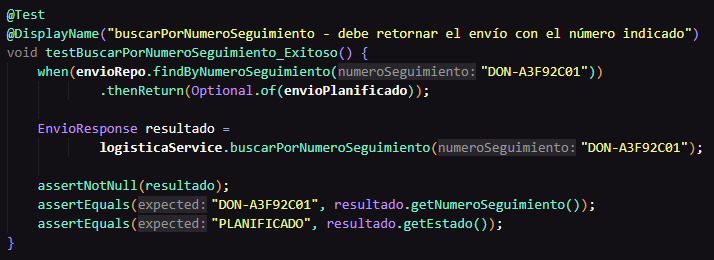 @Test
@DisplayName("buscarPorNumeroSeguimiento - debe retornar el envío con el número indicado")
void testBuscarPorNumeroSeguimiento_Exitoso() {
    when(envioRepo.findByNumeroSeguimiento(numeroSeguimiento: "DON-A3F92C01"))
            .thenReturn(Optional.of(envioPlanificado));

    EnvioResponse resultado =
            logisticaService.buscarPorNumeroSeguimiento(numeroSeguimiento: "DON-A3F92C01");

    assertNotNull(resultado);
    assertEquals(expected: "DON-A3F92C01", resultado.getNumeroSeguimiento());
    assertEquals(expected: "PLANIFICADO", resultado.getEstado());
}